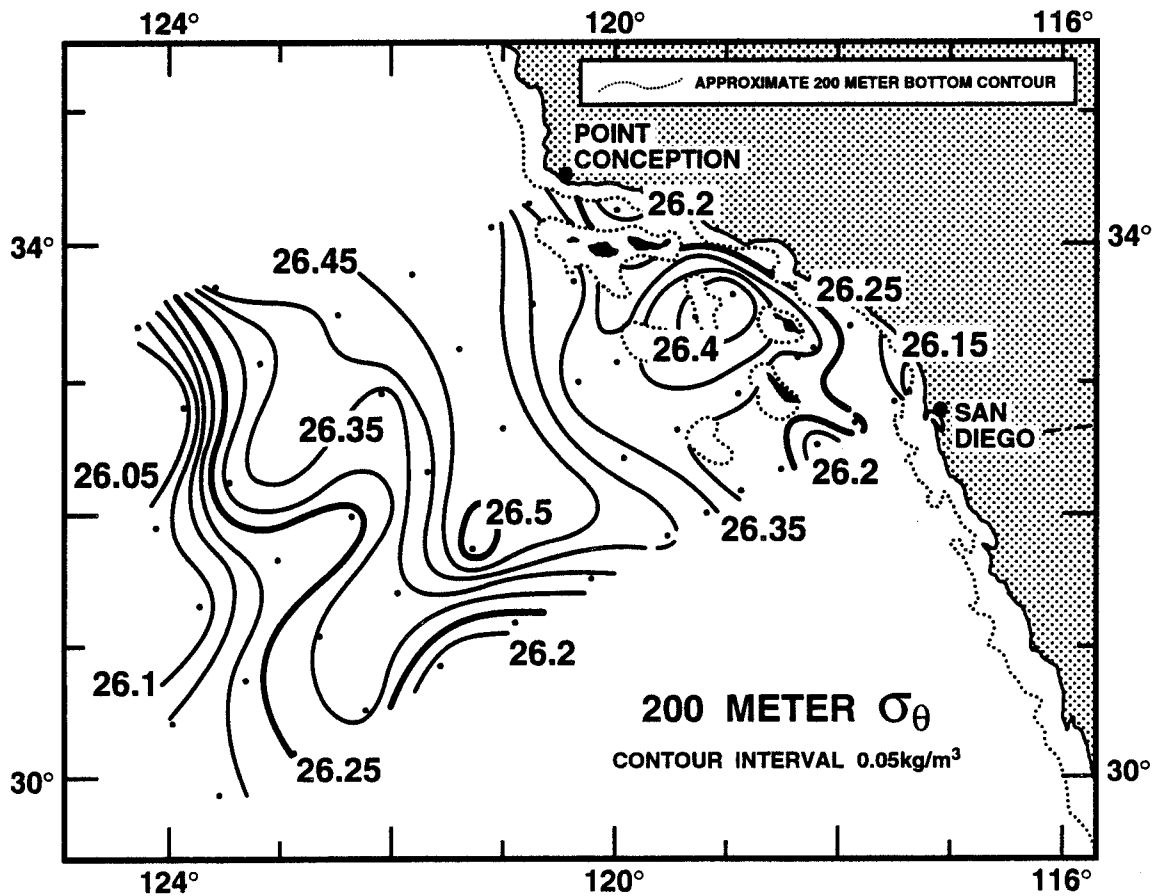 124° 120° 116°
APPROXIMATE 200 METER BOTTOM CONTOUR
POINT
CONCEPTION
26.2
34° 34°
26.45
26.25
26.4
26.15
26.35
SAN
DIEGO
26.05
26.2
26.5
26.35
26.2
26.1
200 METER σθ
CONTOUR INTERVAL 0.05kg/m³
26.25
30° 30°
124° 120° 116°